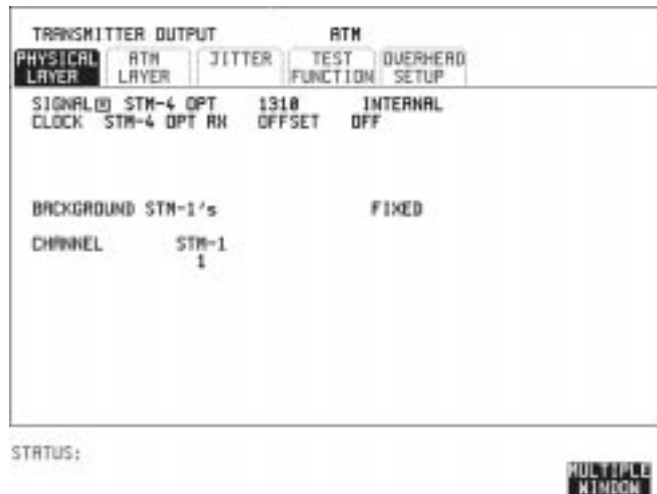 TRANSMITTER OUTPUT ATM
PHYSICAL LAYER ATM LAYER JITTER TEST FUNCTION OVERHEAD SETUP
SIGNAL STM-4 OPT 1310 INTERNAL
CLOCK STM-4 OPT RX OFFSET OFF
BACKGROUND STM-1's FIXED
CHANNEL STM-1
1
STATUS:
MULTIPLE
WINDOW